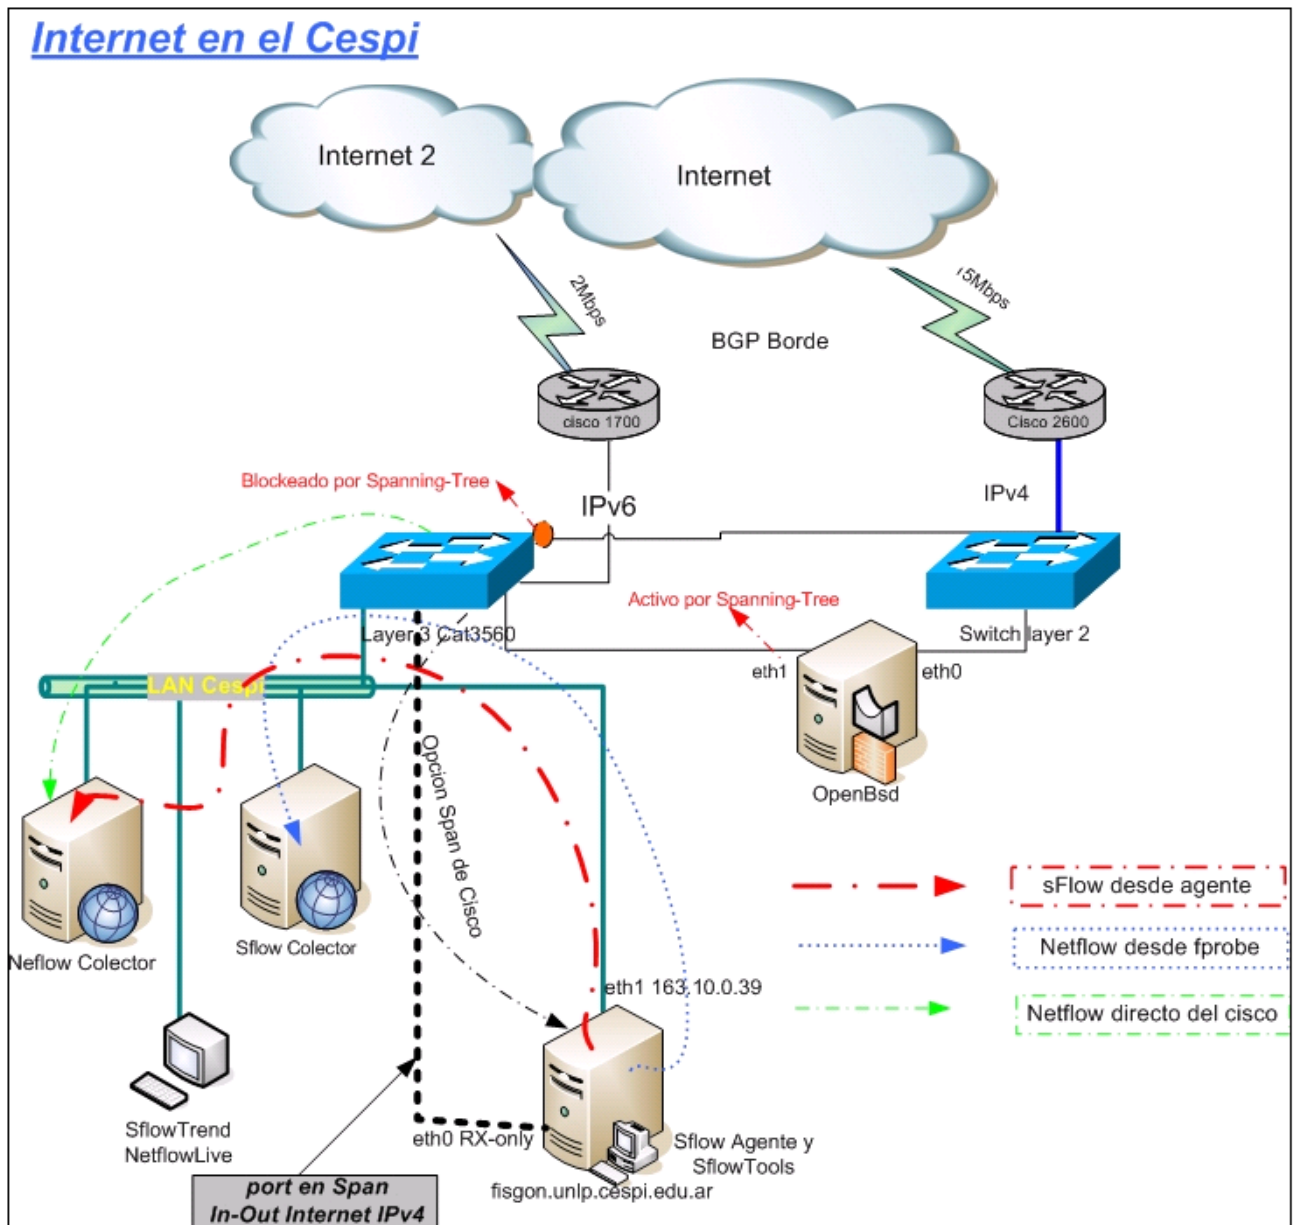 Internet en el Cespi
Internet 2
Internet
2Mbps
75Mbps
BGP Borde
cisco 1700
Cisco 2600
Blockeado por Spanning-Tree
IPv6
IPv4
Activo por Spanning-Tree
Layer 3 Cat3560
Switch layer 2
eth1
eth0
LAN Cespi
Opcion Span de Cisco
OpenBsd
sFlow desde agente
Netflow desde fprobe
Netflow directo del cisco
Neflow Colector
Sflow Colector
eth1 163.10.0.39
SflowTrend
NetflowLive
eth0 RX-only
Sflow Agente y
SflowTools
fisgon.unlp.cespi.edu.ar
port en Span
In-Out Internet IPv4